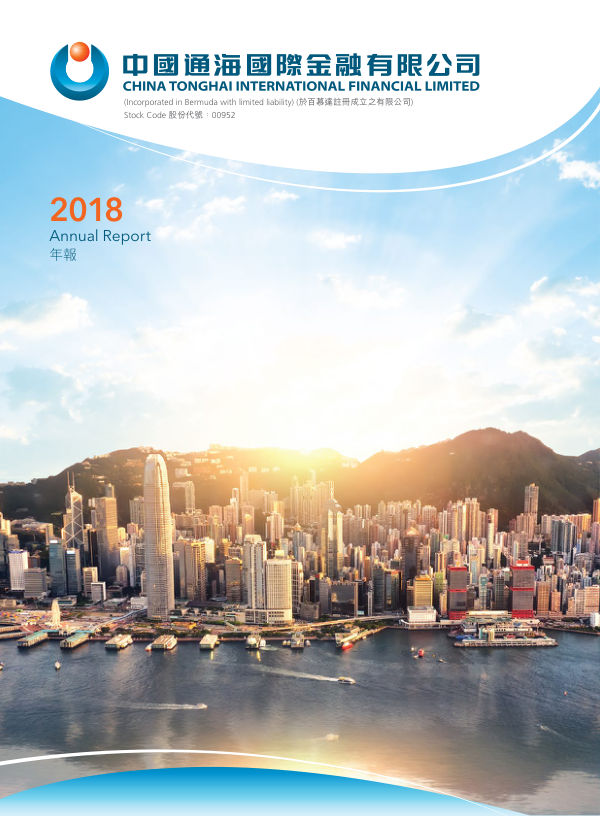 中國通海國際金融有限公司
CHINA TONGHAI INTERNATIONAL FINANCIAL LIMITED
(Incorporated in Bermuda with limited liability) (於百慕達註冊成立之有限公司)
Stock Code 股份代號：00952
2018
Annual Report
年報